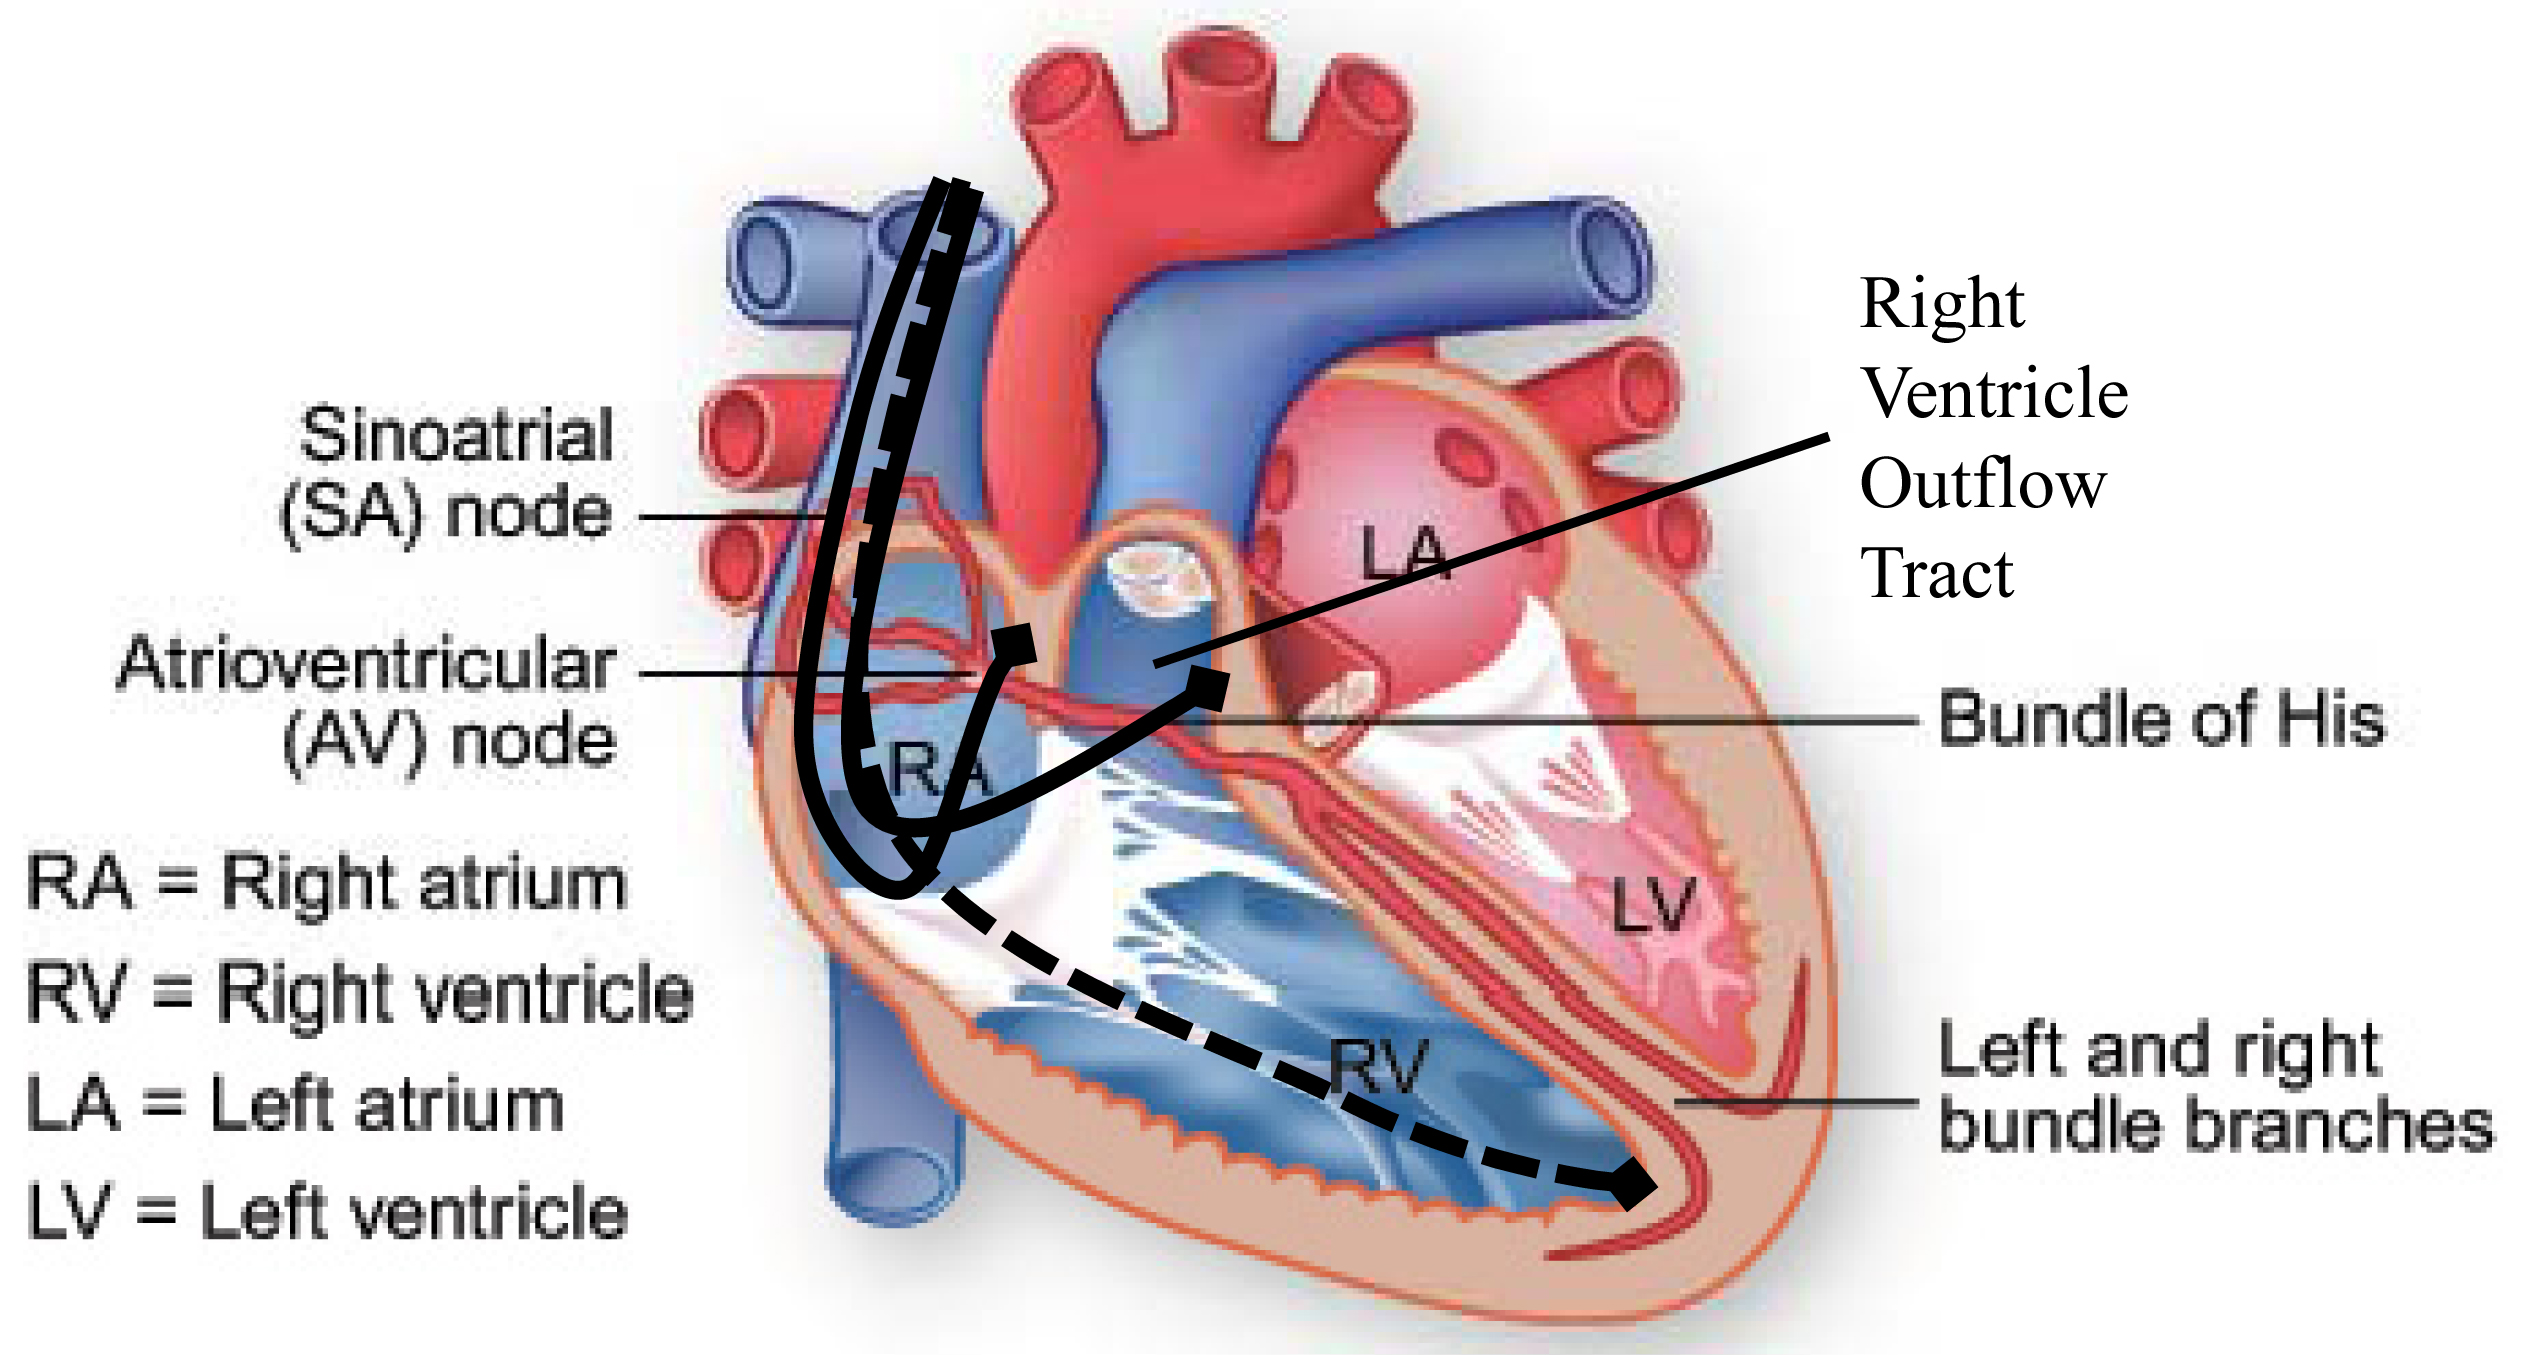 Right
Ventricle
Outflow
Tract
Sinoatrial
(SA) node
LA
Atrioventricular
(AV) node
Bundle of His
RA
RA = Right atrium
LV
RV = Right ventricle
RV
Left and right
bundle branches
LA = Left atrium
LV = Left ventricle